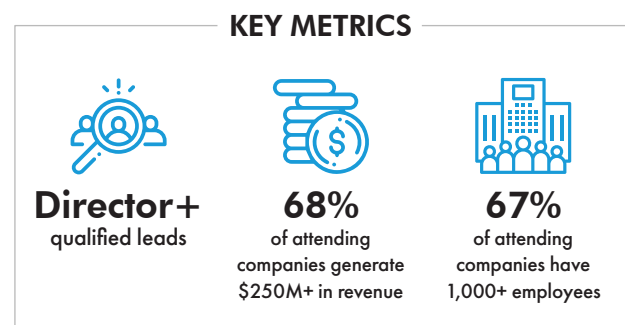 KEY METRICS
$
Director+
qualified leads
68%
of attending
companies generate
$250M+ in revenue
67%
of attending
companies have
1,000+ employees